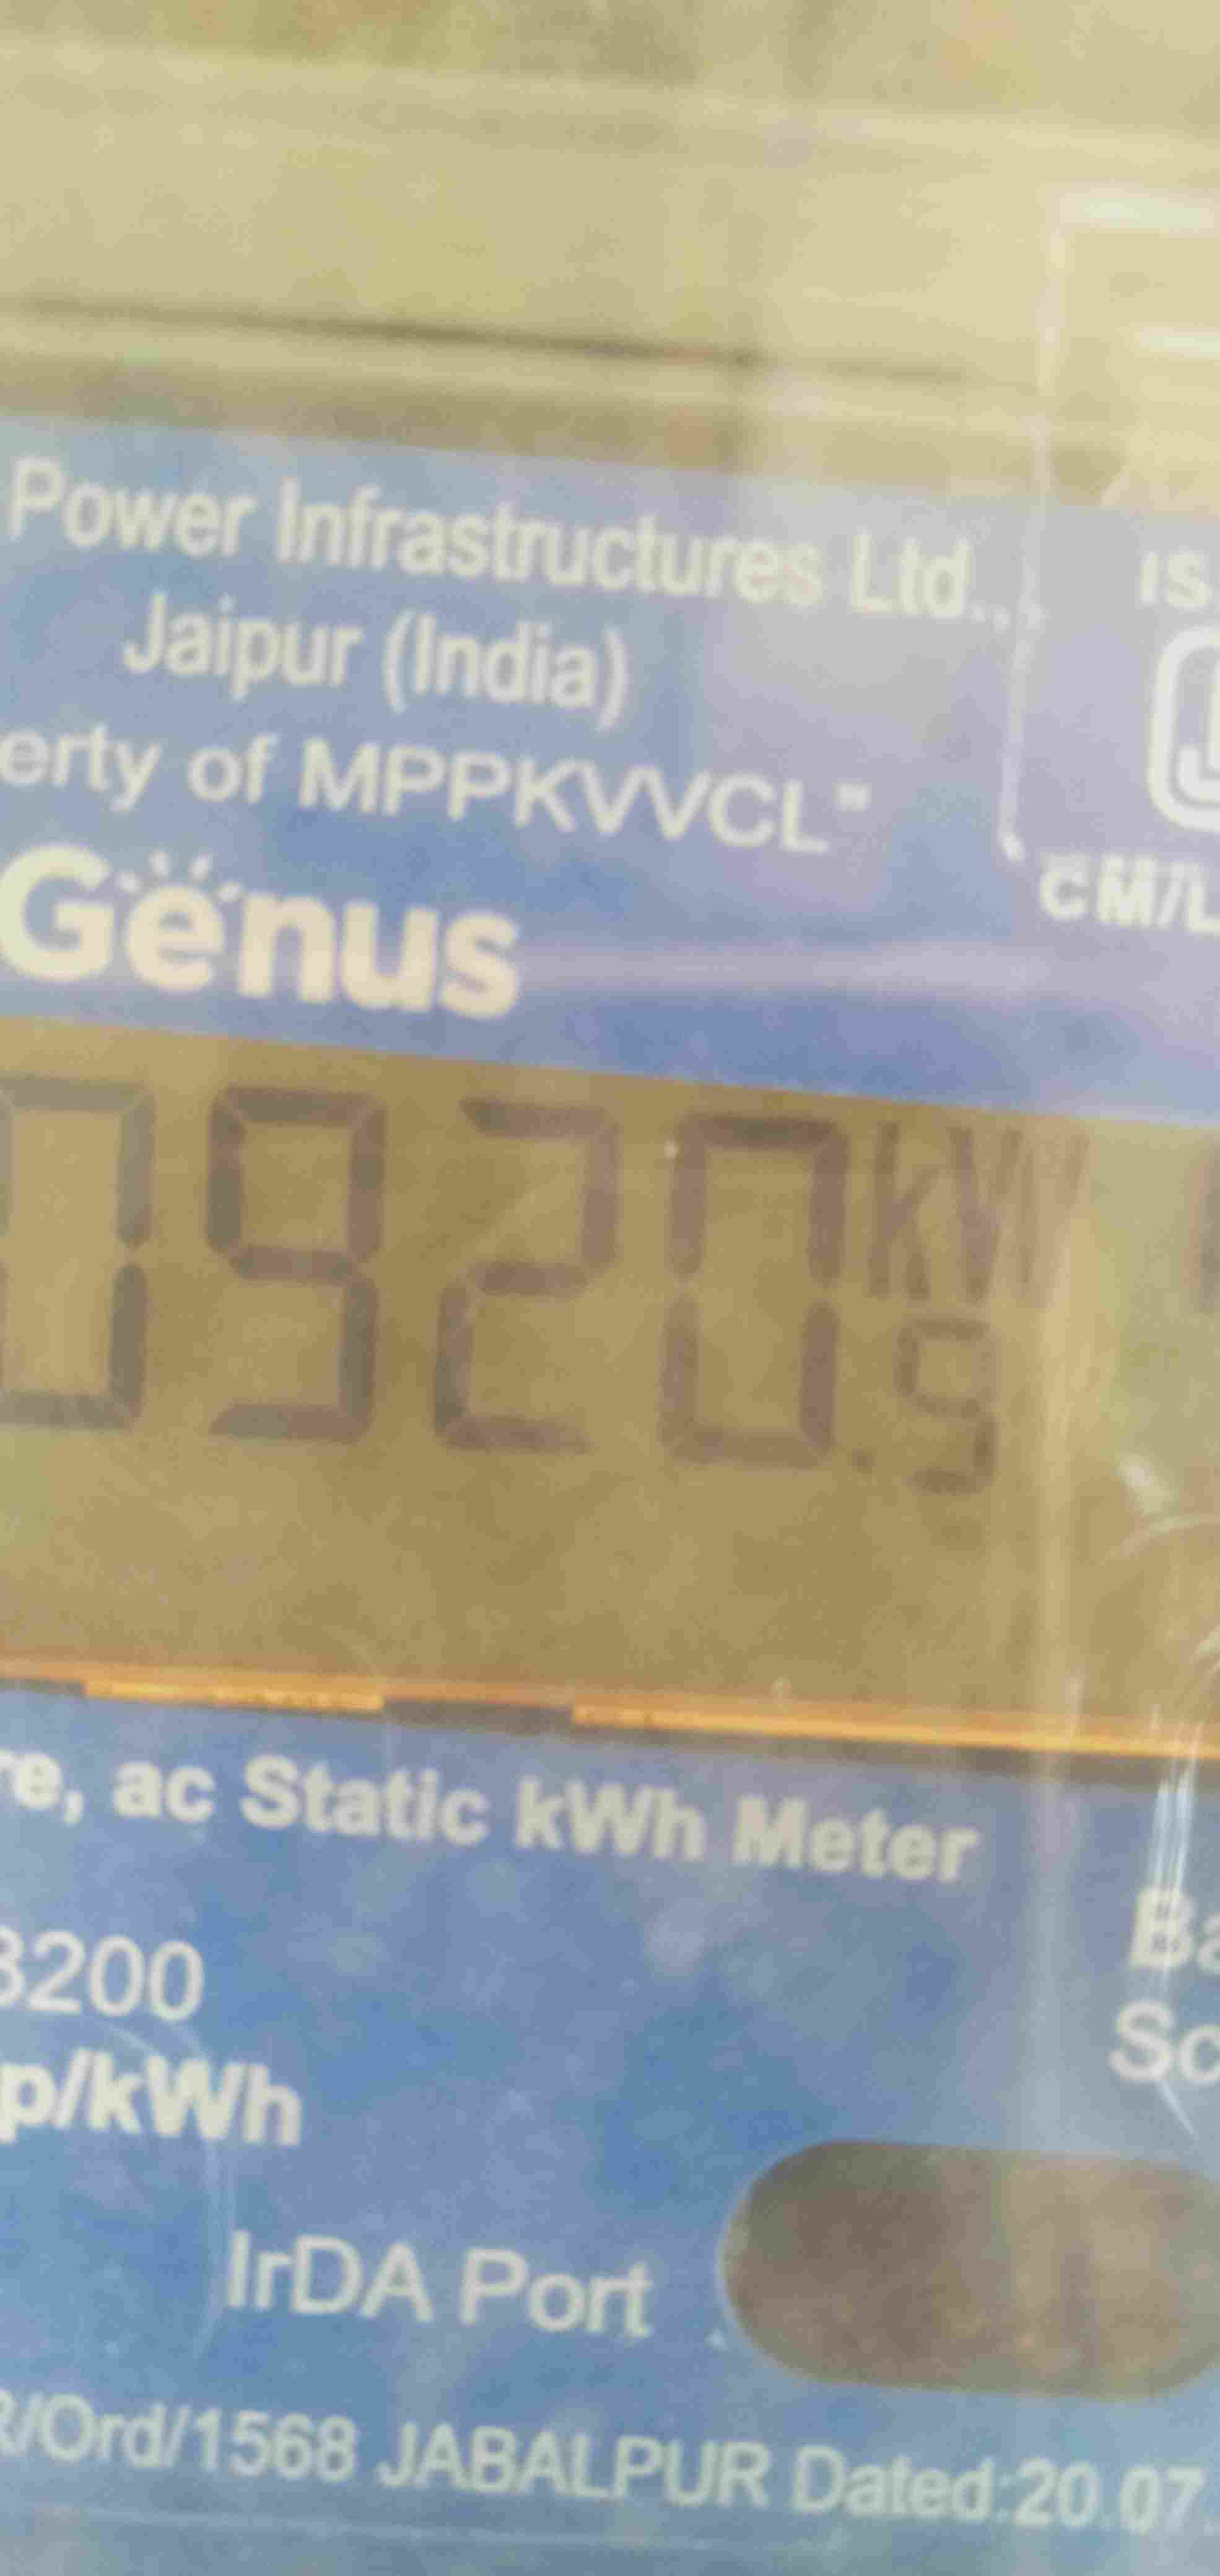 Power Infrastructures Ltd.,
Jaipur (India)
erty of MPPKVVCL"
IS
CM/L
Genus
0920.9 kWh
re, ac Static kWh Meter
3200
p/kWh
Ba
Sc
IrDA Port
R/Ord/1568 JABALPUR Dated:20.07.